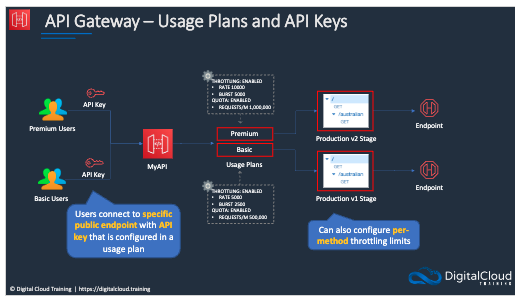 API Gateway – Usage Plans and API Keys
THROTTLING: ENABLED
• RATE 10000
• BURST 5000
QUOTA: ENABLED
• REQUESTS/M 1,000,000
API Key
Premium Users
API Key
Basic Users
MyAPI
Premium
Basic
Usage Plans
/
GET
/australian
GET
Production v2 Stage
Endpoint
/
GET
/australian
GET
Production v1 Stage
Endpoint
THROTTLING: ENABLED
• RATE 5000
• BURST 2500
QUOTA: ENABLED
• REQUESTS/M 500,000
Users connect to specific
public endpoint with API
key that is configured in a
usage plan
Can also configure per-
method throttling limits
© Digital Cloud Training | https://digitalcloud.training
DigitalCloud
TRAINING